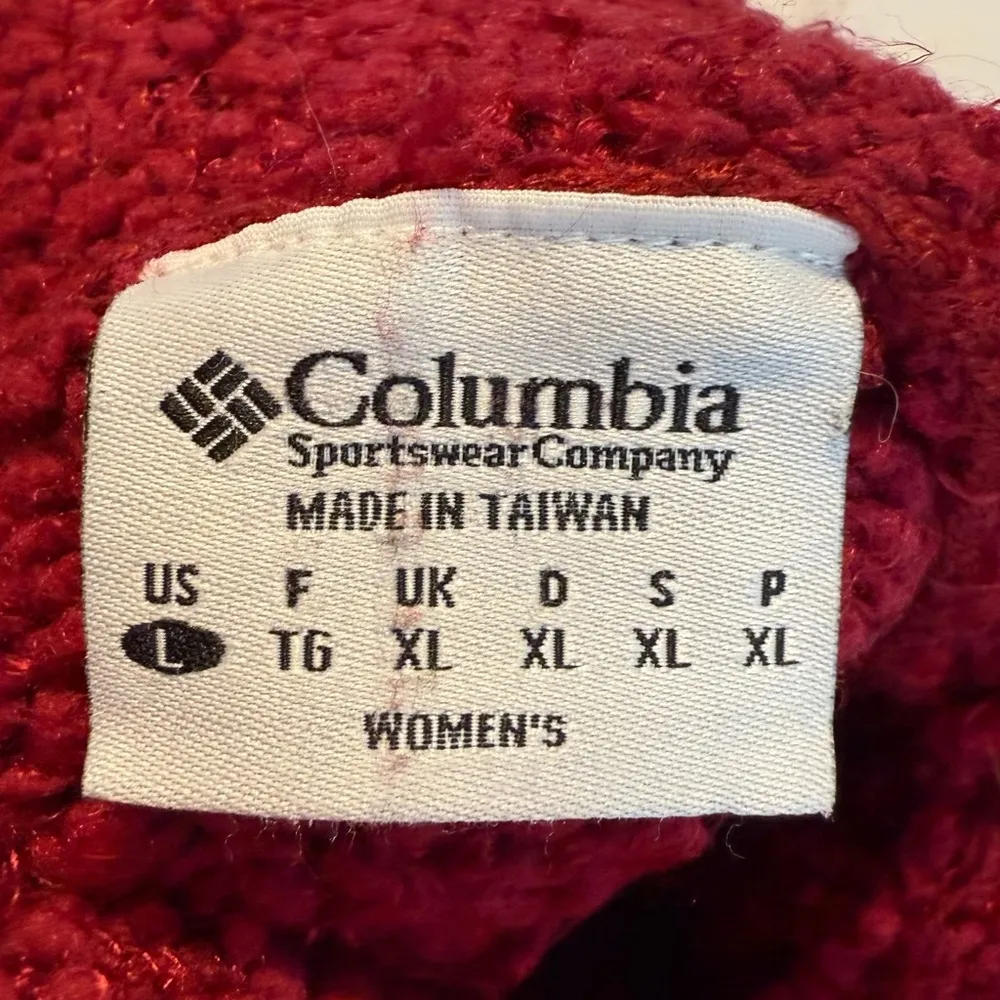 Columbia
Sportswear Company
MADE IN TAIWAN
US F UK D S P
L TG XL XL XL XL
WOMEN'S